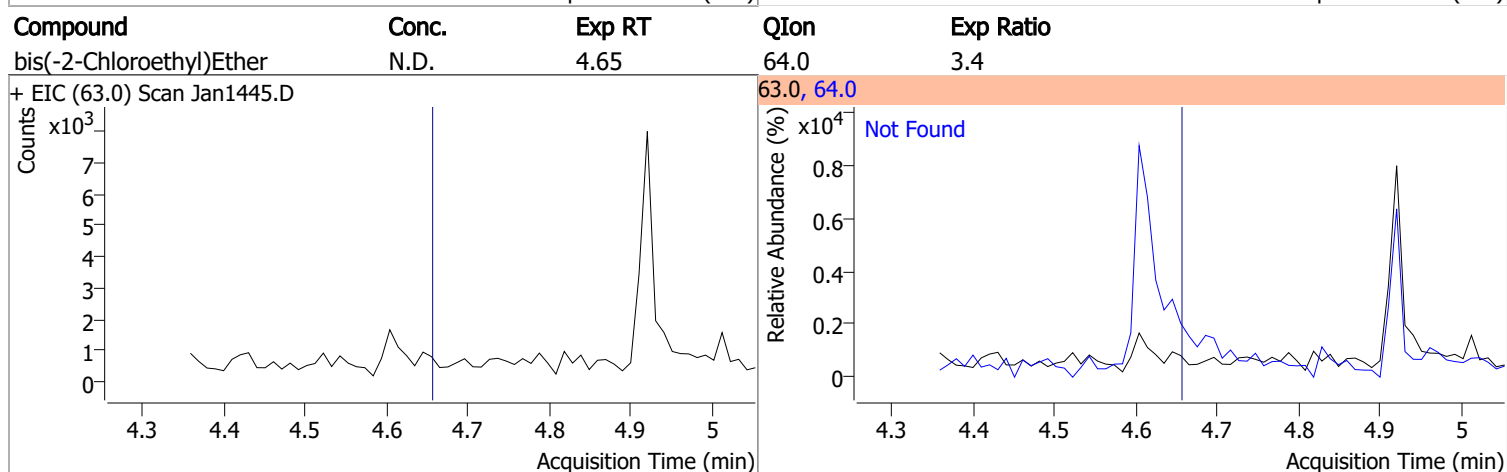 Compound Conc. Exp RT QIon Exp Ratio
bis(-2-Chloroethyl)Ether N.D. 4.65 64.0 3.4
+ EIC (63.0) Scan Jan1445.D
Counts
x10³
7
6
5
4
3
2
1
0
4.3 4.4 4.5 4.6 4.7 4.8 4.9 5
Acquisition Time (min)
63.0, 64.0
Relative Abundance (%)
x10⁴
Not Found
0.8
0.6
0.4
0.2
0
4.3 4.4 4.5 4.6 4.7 4.8 4.9 5
Acquisition Time (min)